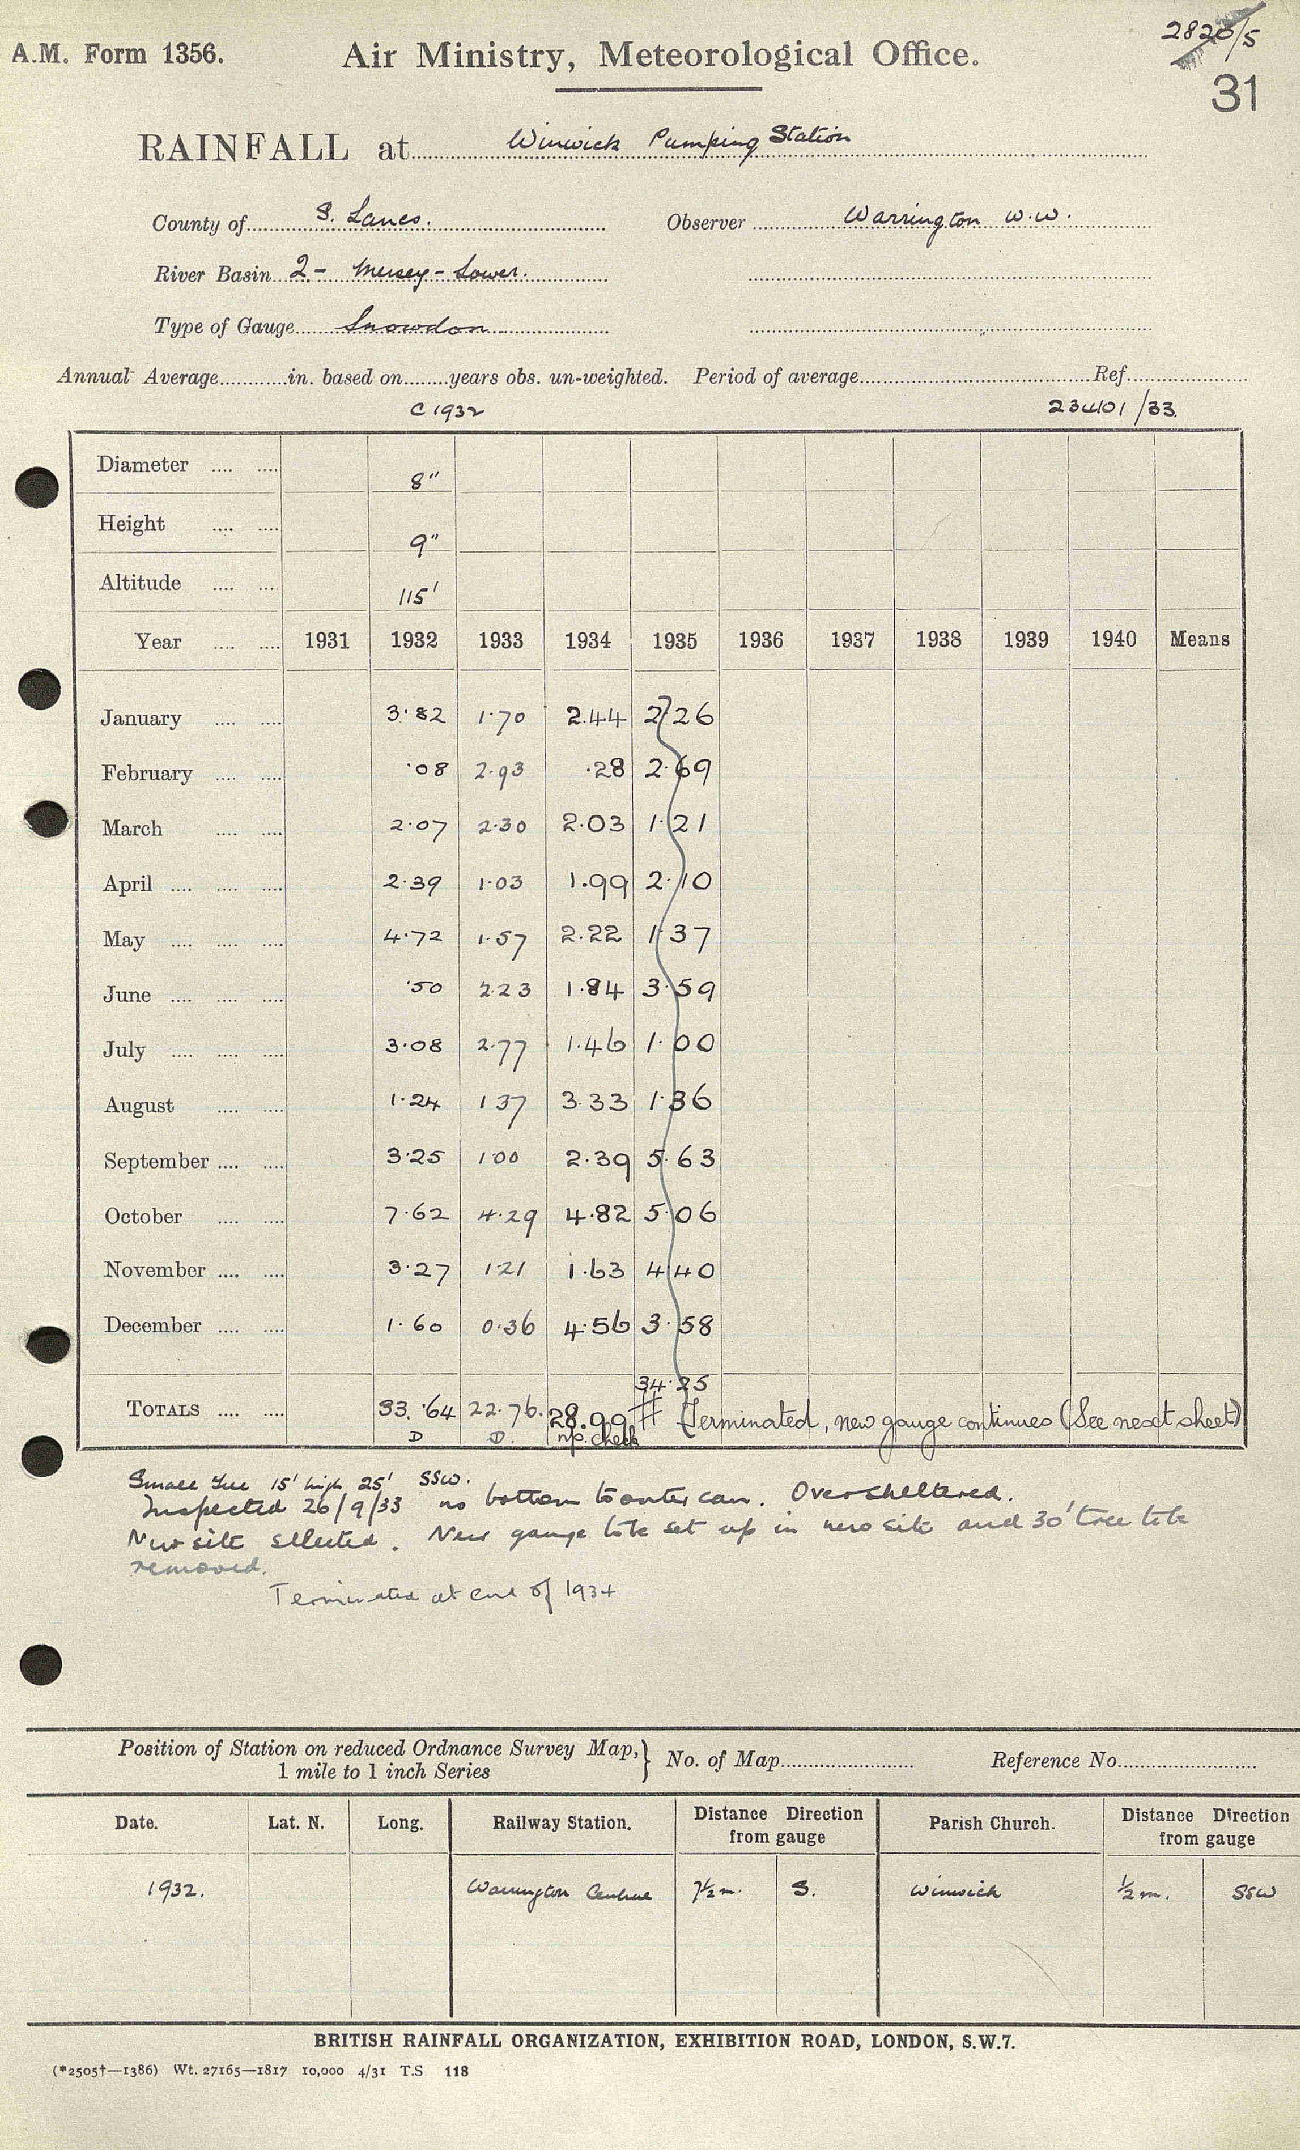 A.M. Form 1356. Air Ministry, Meteorological Office. 2820/5
31
RAINFALL at Winwick Pumping Station
County of S. Lancs. Observer Warrington W.W.
River Basin 2 - Mersey - Lower.
Type of Gauge Snowdon
Annual Average in. based on years obs. un-weighted. Period of average Ref.
C 1932 23401/33.
Diameter .... .... 8"
Height .... .... 9"
Altitude .... .... 115'
Year .... .... 1931 1932 1933 1934 1935 1936 1937 1938 1939 1940 Means
January .... .... 3.82 1.70 2.44 2.26
February .... .... .08 2.93 .28 2.69
March .... .... 2.07 2.30 2.03 1.21
April .... .... .... 2.39 1.03 1.99 2.10
May .... .... .... 4.72 1.57 2.22 1.37
June .... .... .... .50 2.23 1.84 3.59
July .... .... .... 3.08 2.77 1.46 1.00
August .... .... 1.24 1 37 3.33 1.36
September .... .... 3.25 1.00 2.39 5.63
October .... .... 7.62 4.29 4.82 5.06
November .... .... 3.27 1 21 1.63 4.40
December .... .... 1.60 0.36 4.56 3.58
34.25
TOTALS .... .... 33.64 22.76. 28.99 # Terminated, new gauge continues (See next sheet)
D D. no. check
Small tree 15' high 25' SSW.
Inspected 26/9/33 no bottom to outer can. Over sheltered.
New site selected. New gauge to be set up in new site and 30' tree to be
removed.
Terminated at end of 1934
Position of Station on reduced Ordnance Survey Map, } No. of Map Reference No.
1 mile to 1 inch Series
Date. Lat. N. Long. Railway Station. Distance Direction from gauge Parish Church. Distance Direction from gauge
1932. Warrington Central 7½ m. S. Winwick ½ m. SSW
BRITISH RAINFALL ORGANIZATION, EXHIBITION ROAD, LONDON, S.W.7.
(*2505†—1386) Wt. 27165—1817 10,000 4/31 T.S 118